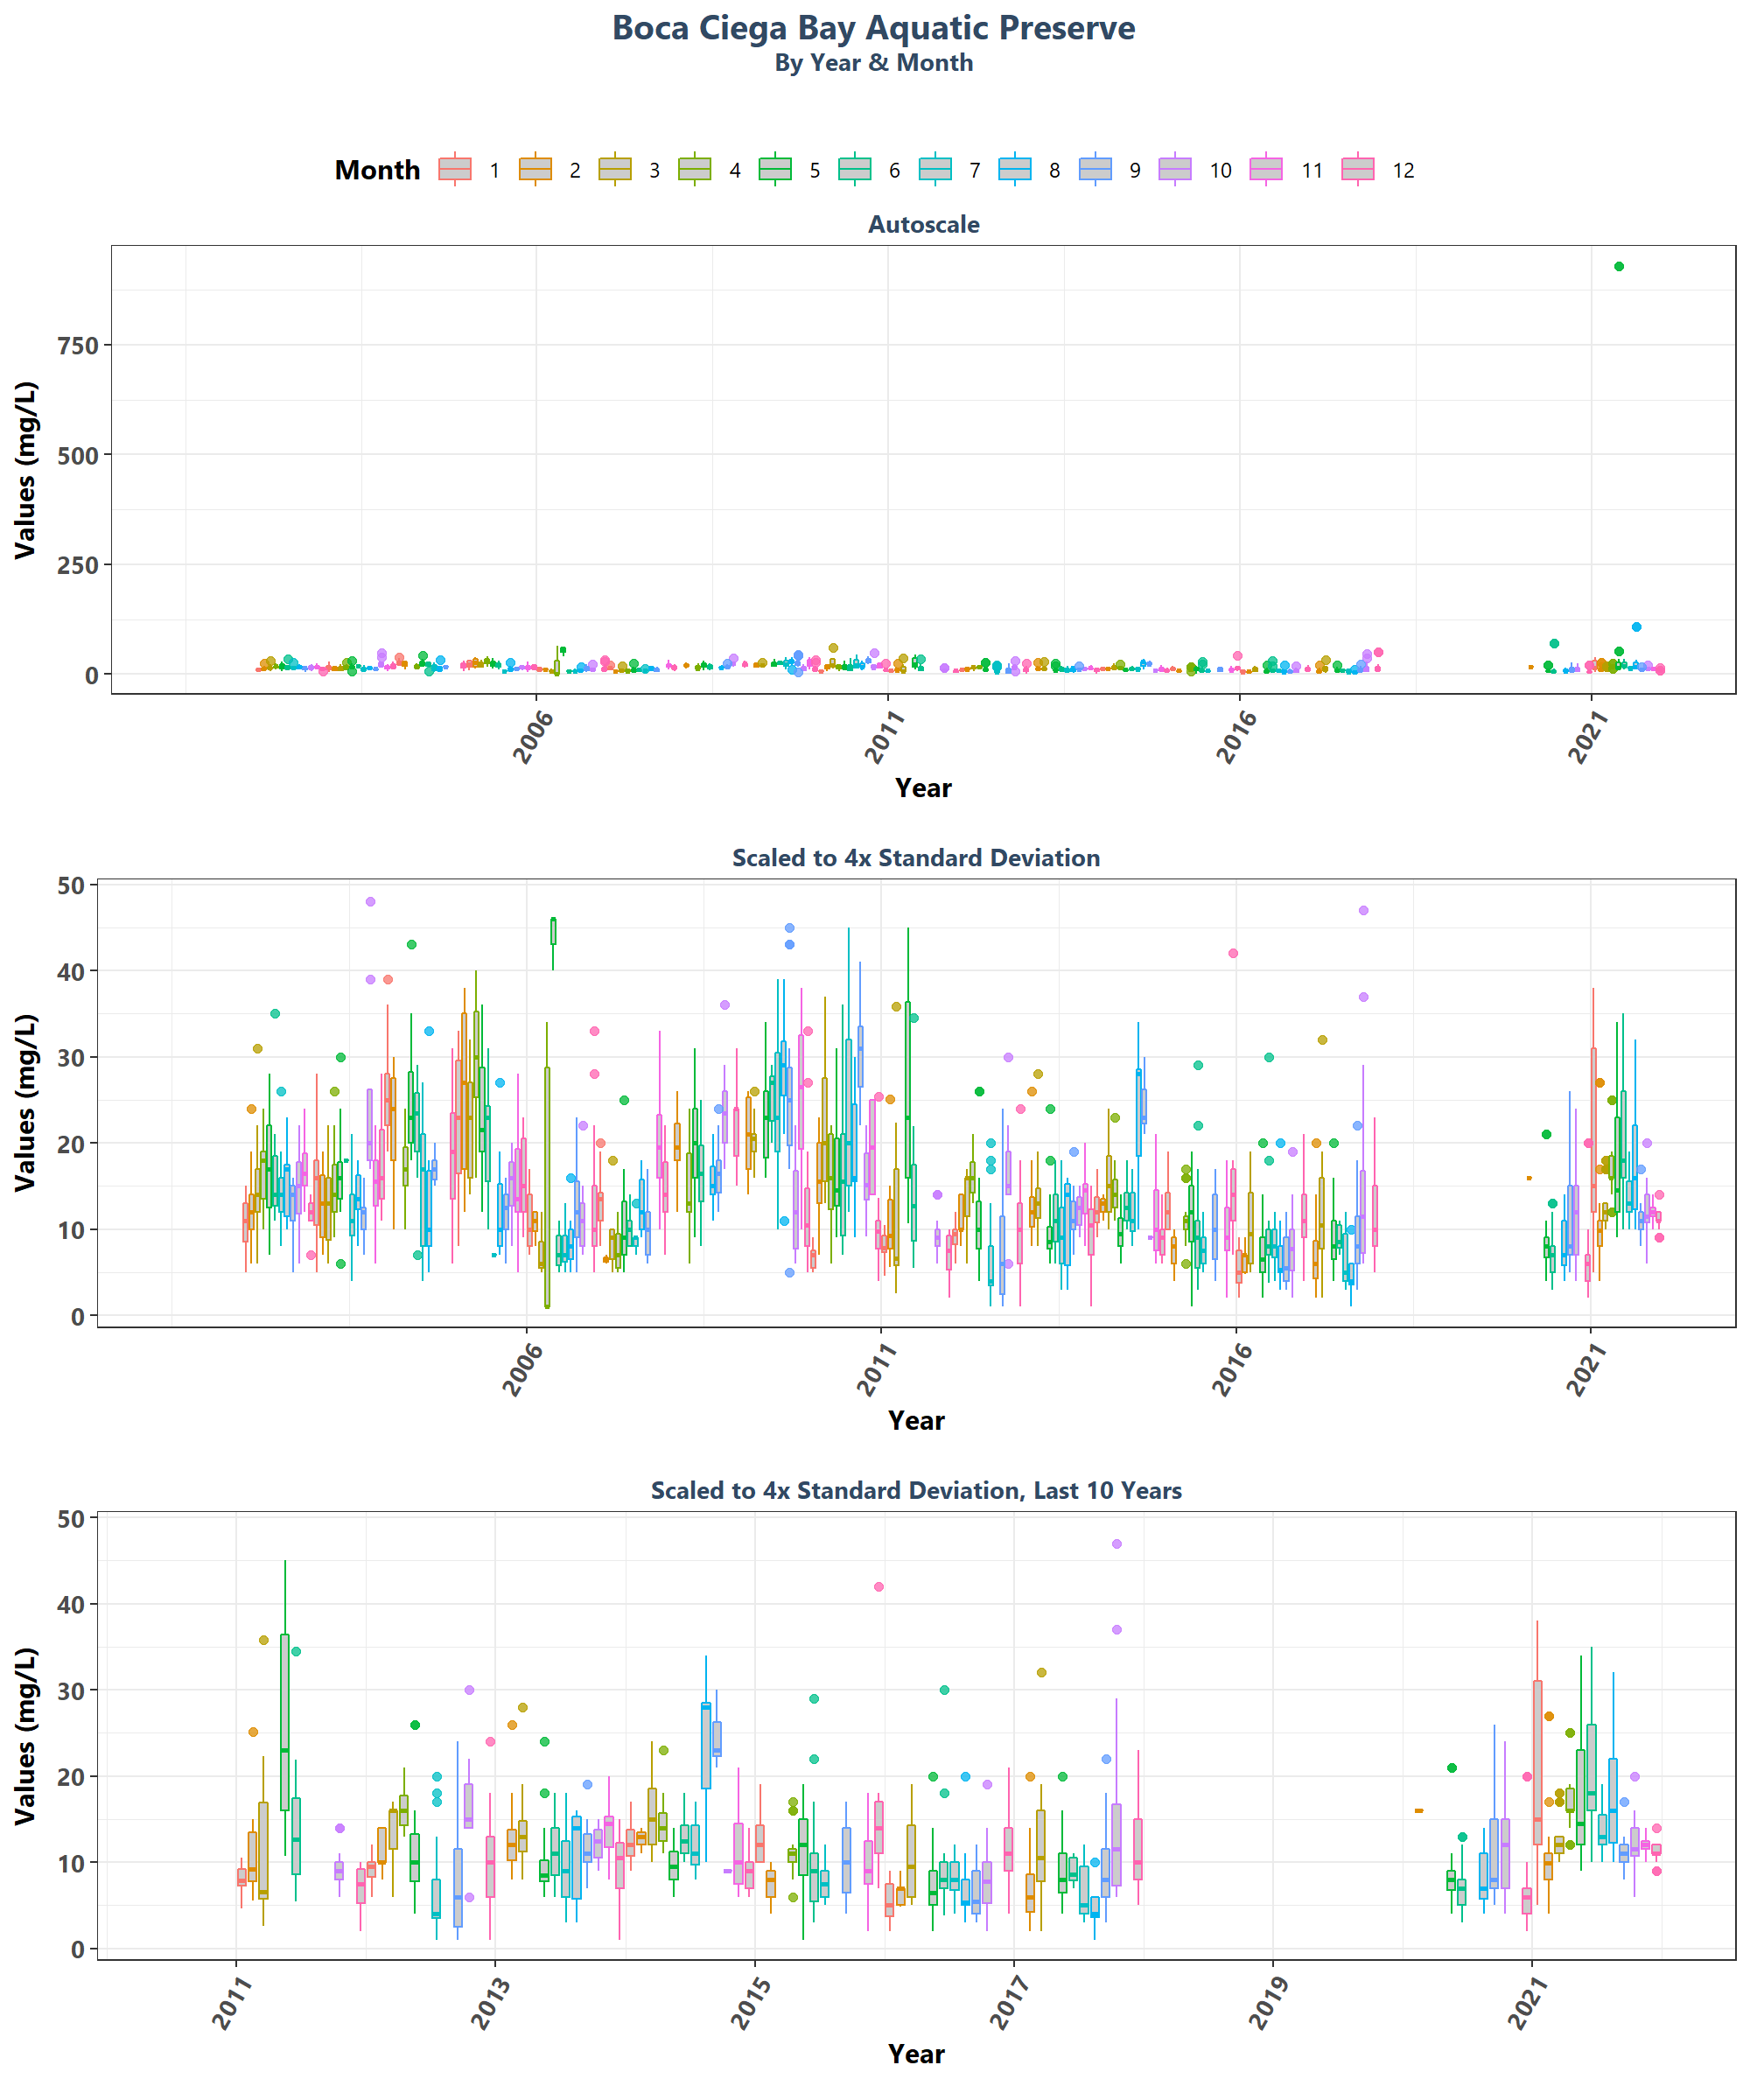 Boca Ciega Bay Aquatic Preserve
By Year & Month
Month 1 2 3 4 5 6 7 8 9 10 11 12
Autoscale
Values (mg/L)
750
500
250
0
2006 2011 2016 2021
Year
Scaled to 4x Standard Deviation
Values (mg/L)
50
40
30
20
10
0
2006 2011 2016 2021
Year
Scaled to 4x Standard Deviation, Last 10 Years
Values (mg/L)
50
40
30
20
10
0
2011 2013 2015 2017 2019 2021
Year